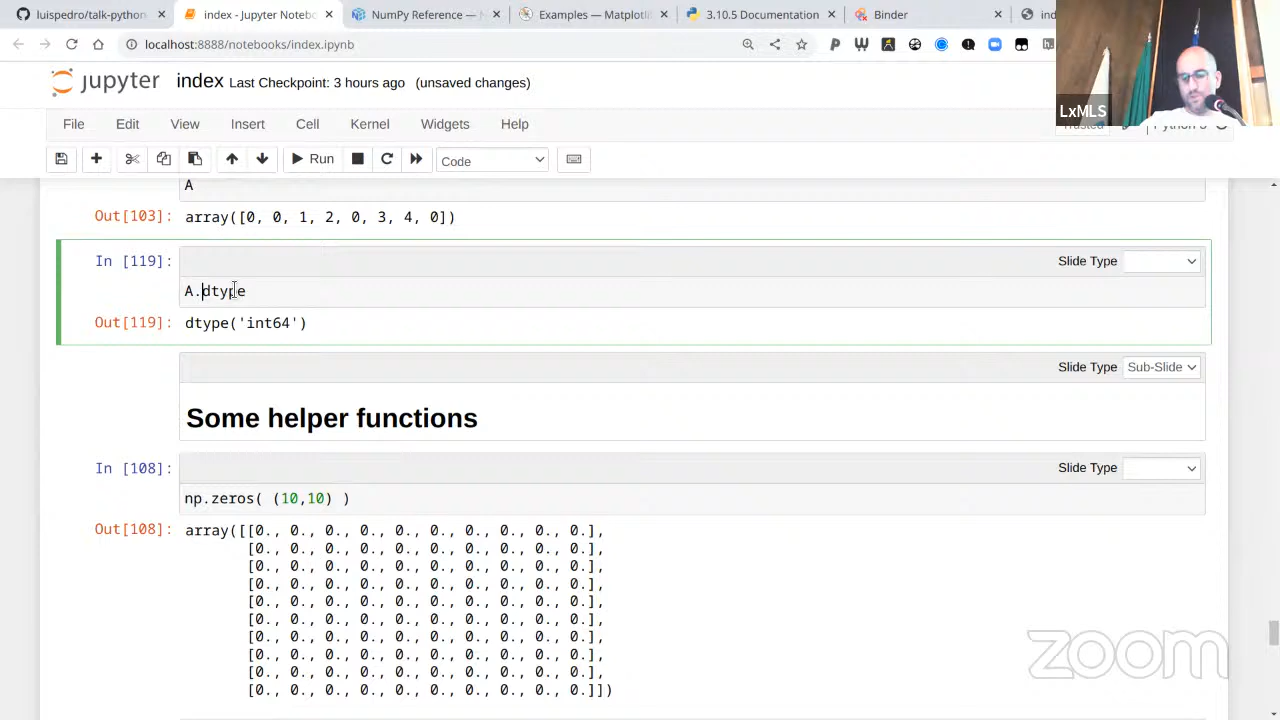 luispedro/talk-python
index - Jupyter Notebo
NumPy Reference — N
Examples — Matplotli
3.10.5 Documentation
Binder
localhost:8888/notebooks/index.ipynb
LxMLS
jupyter index Last Checkpoint: 3 hours ago (unsaved changes)
File Edit View Insert Cell Kernel Widgets Help
Run Code
A
Out[103]: array([0, 0, 1, 2, 0, 3, 4, 0])
In [119]: Slide Type
A.dtype
Out[119]: dtype('int64')
Slide Type Sub-Slide
Some helper functions
In [108]: Slide Type
np.zeros( (10,10) )
Out[108]: array([[0., 0., 0., 0., 0., 0., 0., 0., 0., 0.],
[0., 0., 0., 0., 0., 0., 0., 0., 0., 0.],
[0., 0., 0., 0., 0., 0., 0., 0., 0., 0.],
[0., 0., 0., 0., 0., 0., 0., 0., 0., 0.],
[0., 0., 0., 0., 0., 0., 0., 0., 0., 0.],
[0., 0., 0., 0., 0., 0., 0., 0., 0., 0.],
[0., 0., 0., 0., 0., 0., 0., 0., 0., 0.],
[0., 0., 0., 0., 0., 0., 0., 0., 0., 0.],
[0., 0., 0., 0., 0., 0., 0., 0., 0., 0.],
[0., 0., 0., 0., 0., 0., 0., 0., 0., 0.]])
zoom